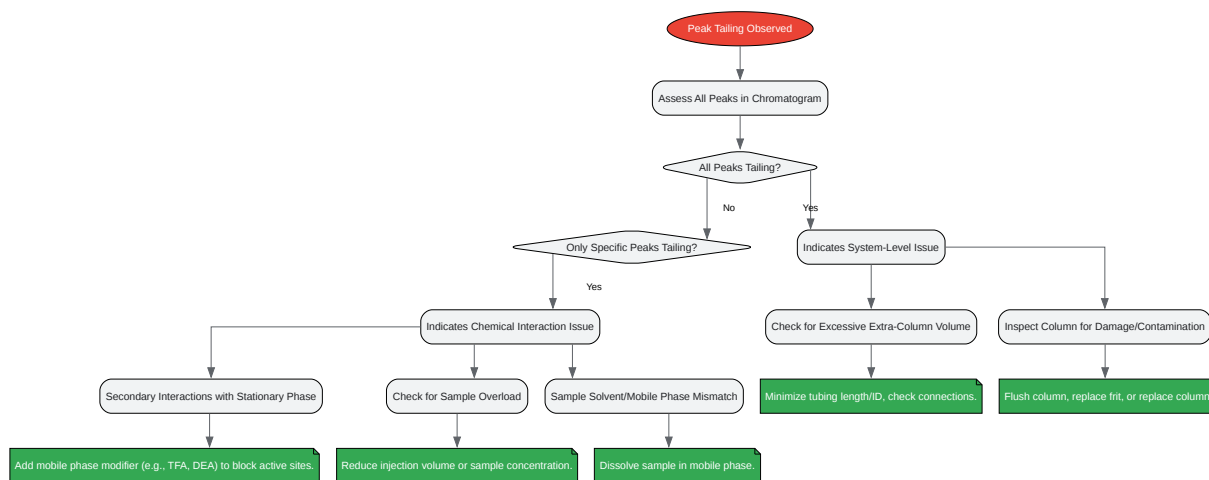 Peak Tailing Observed
Assess All Peaks in Chromatogram
All Peaks Tailing?
No
Yes
Only Specific Peaks Tailing?
Indicates System-Level Issue
Yes
Indicates Chemical Interaction Issue
Check for Excessive Extra-Column Volume
Inspect Column for Damage/Contamination
Secondary Interactions with Stationary Phase
Check for Sample Overload
Sample Solvent/Mobile Phase Mismatch
Minimize tubing length/ID, check connections.
Flush column, replace frit, or replace column
Add mobile phase modifier (e.g., TFA, DEA) to block active sites.
Reduce injection volume or sample concentration.
Dissolve sample in mobile phase.